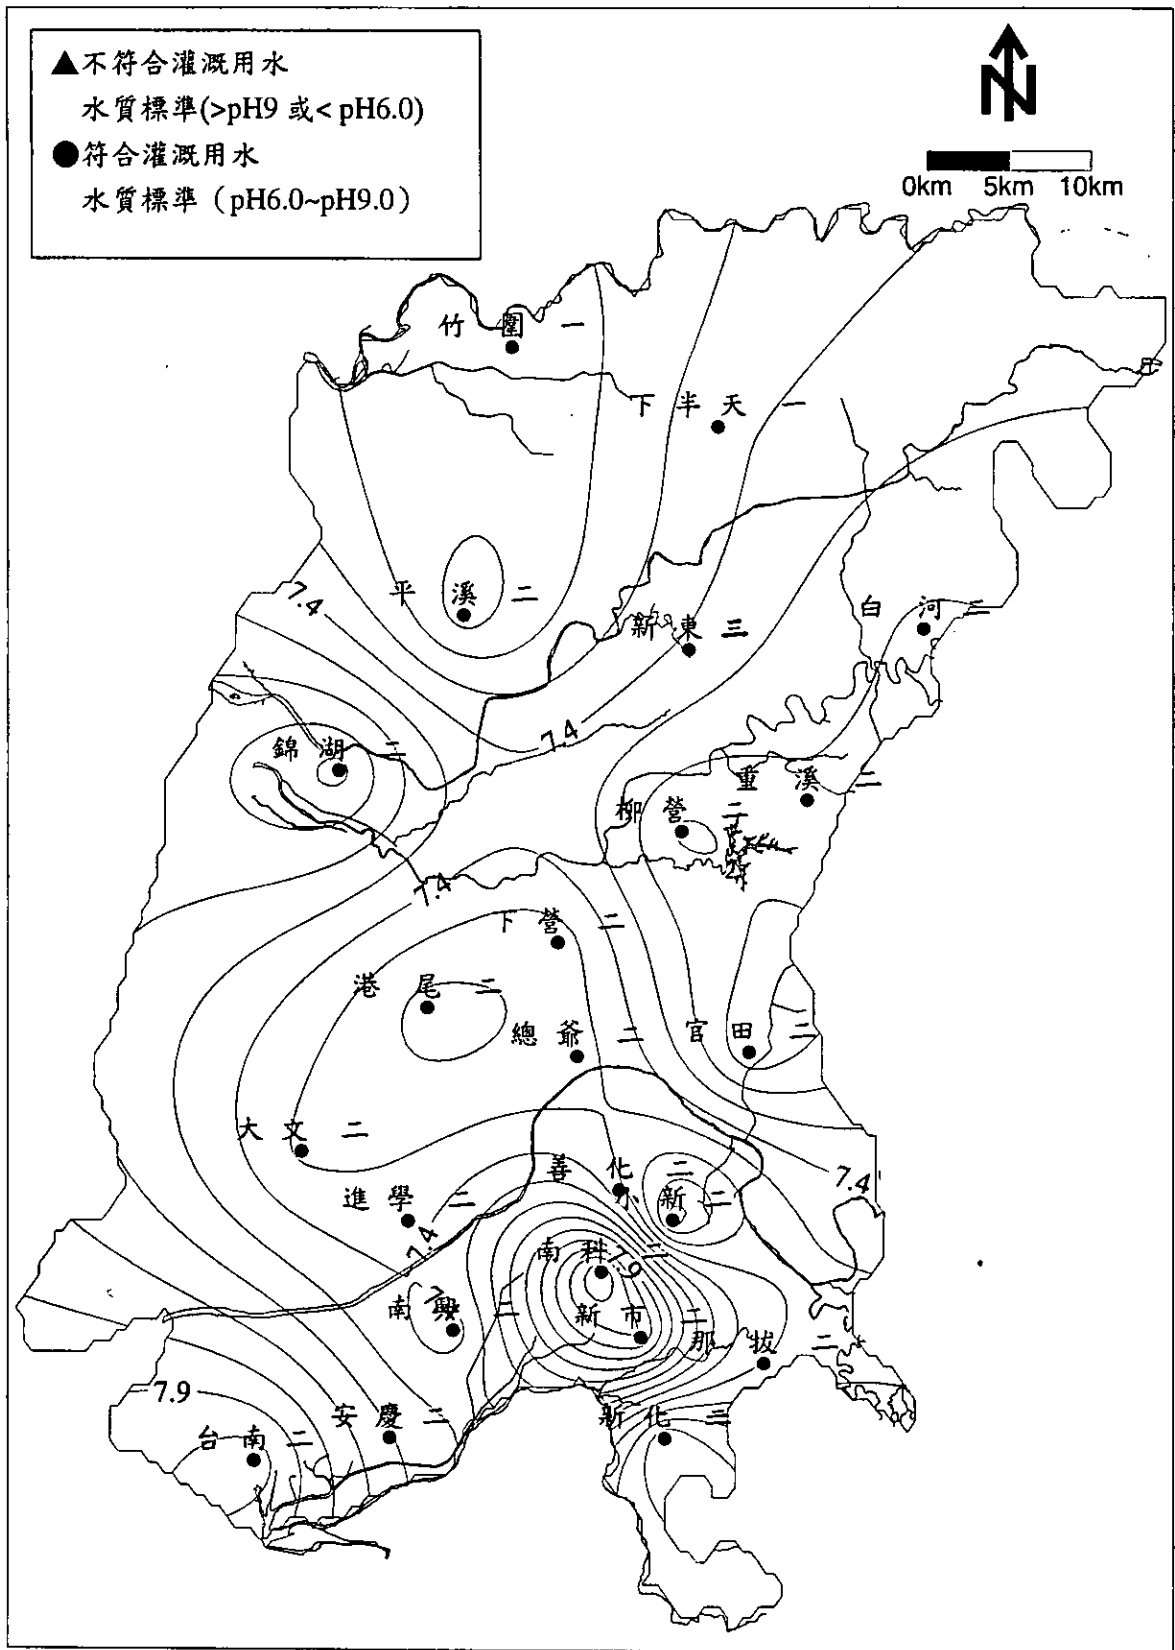 ▲不符合灌溉用水
水質標準(>pH9 或< pH6.0)
●符合灌溉用水
水質標準（pH6.0~pH9.0）
N
0km 5km 10km
竹圍一
下半天一
平溪二
7.4
新東三
白河三
7.4
錦湖二
重溪二
柳營二
7.4
下營二
港尾二
總爺二
官田二
大文二
善化二
7.4
進學二
小新二
7.4
南科二
7.9
南興二
新市二
那拔二
7.9
安慶二
新化三
台南二